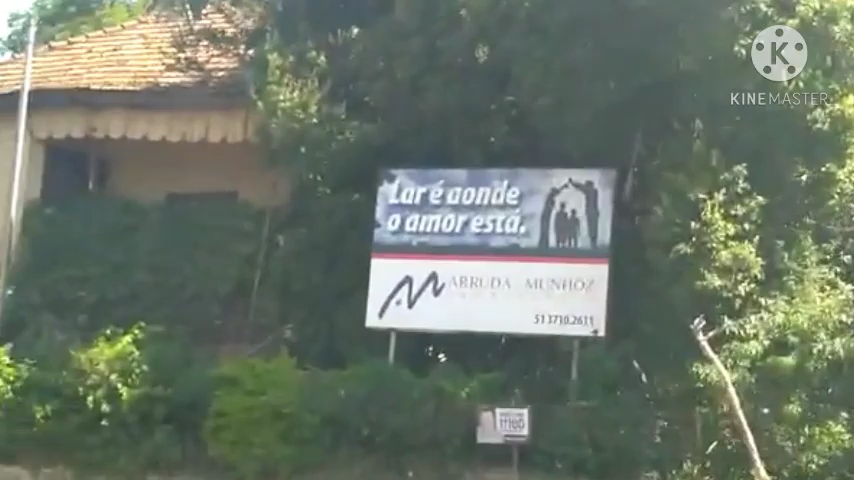 KINEMASTER
Lar é aonde
o amor está.
ARRUDA MUNHOZ
51 3710.2611